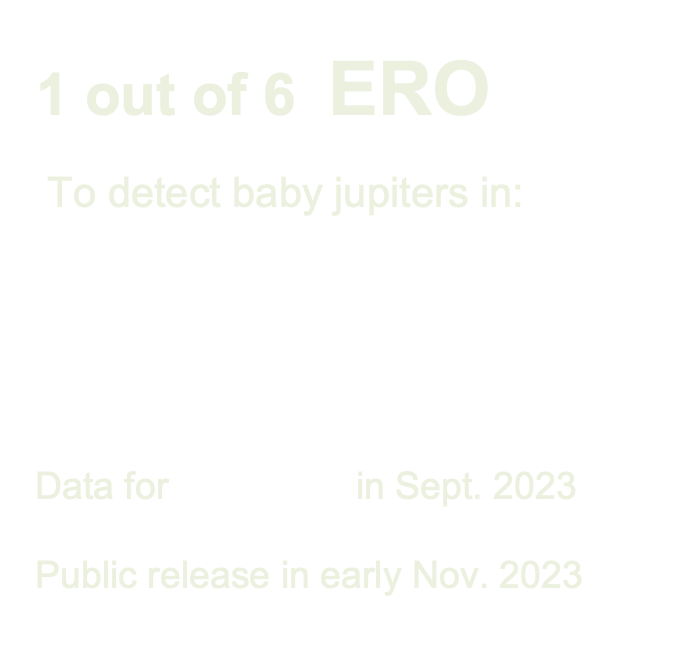 1 out of 6 ERO
To detect baby jupiters in:
Data for in Sept. 2023
Public release in early Nov. 2023